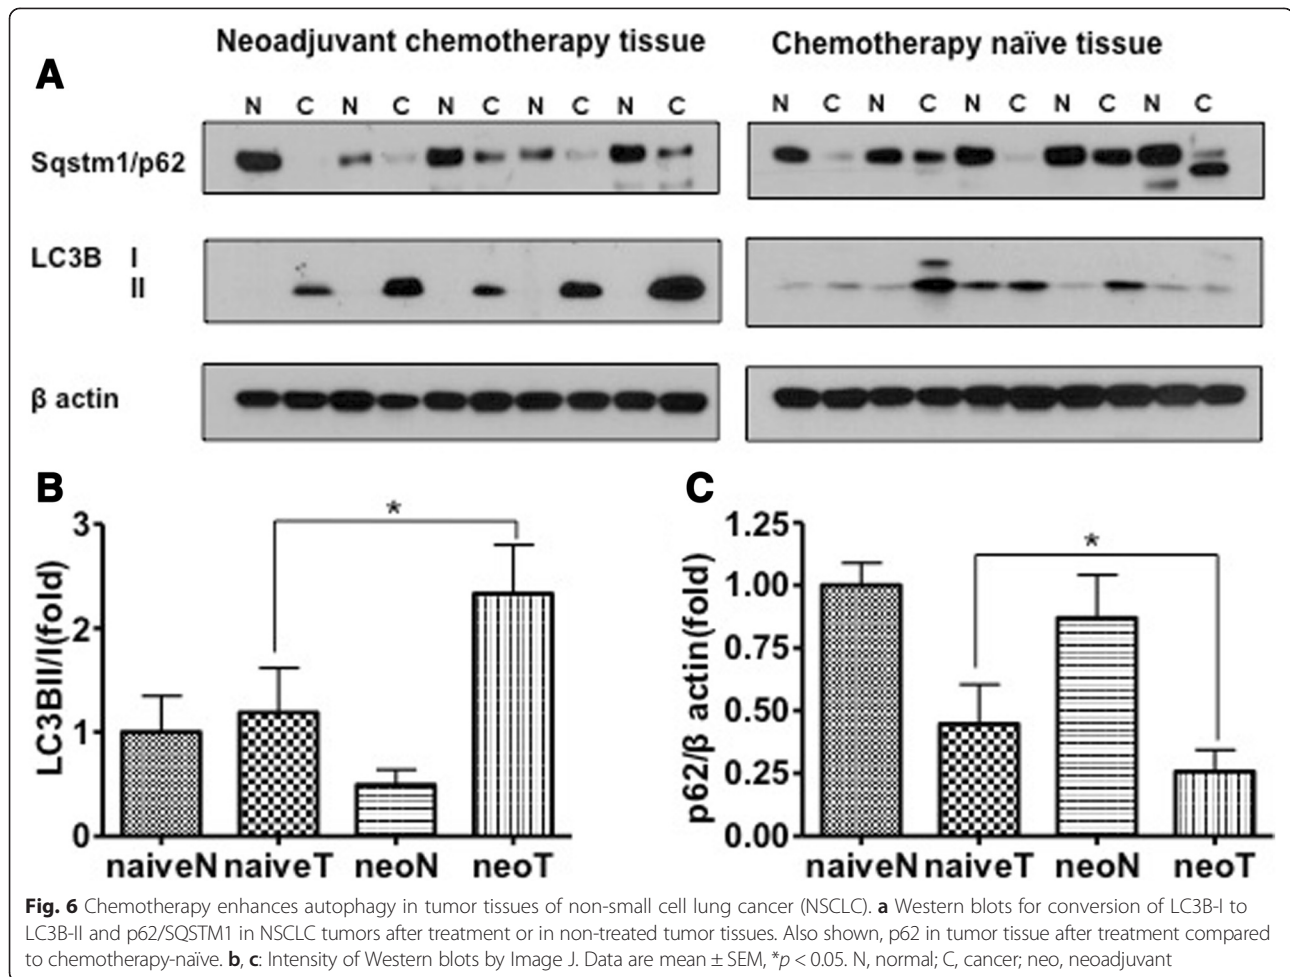 Neoadjuvant chemotherapy tissue
Chemotherapy naïve tissue
A
N C N C N C N C N C
N C N C N C N C N C
Sqstm1/p62
LC3B I
II
β actin
B
LC3BII/I(fold)
3
2
1
0
naiveN naiveT neoN neoT
*
C
p62/β actin(fold)
1.25
1.00
0.75
0.50
0.25
0.00
naiveN naiveT neoN neoT
*
Fig. 6 Chemotherapy enhances autophagy in tumor tissues of non-small cell lung cancer (NSCLC). a Western blots for conversion of LC3B-I to
LC3B-II and p62/SQSTM1 in NSCLC tumors after treatment or in non-treated tumor tissues. Also shown, p62 in tumor tissue after treatment compared
to chemotherapy-naïve. b, c: Intensity of Western blots by Image J. Data are mean ± SEM, *p < 0.05. N, normal; C, cancer; neo, neoadjuvant